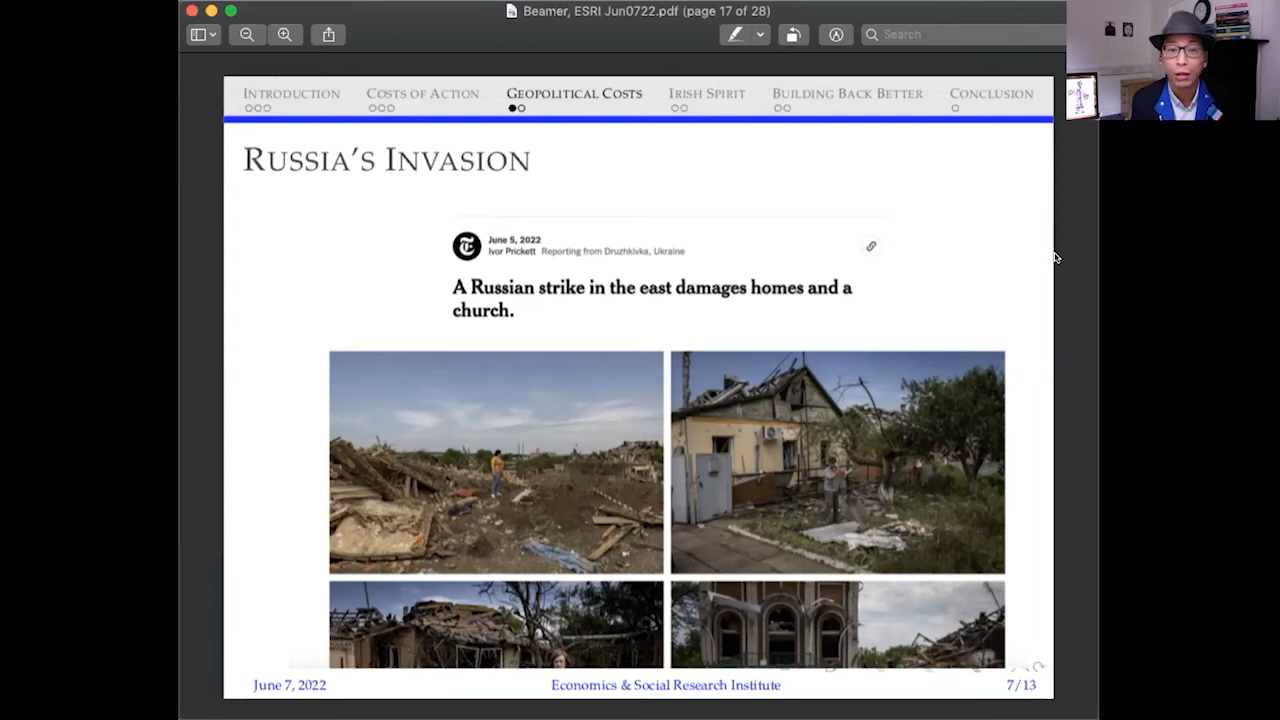 Beamer, ESRI Jun0722.pdf (page 17 of 28)
Search
INTRODUCTION COSTS OF ACTION GEOPOLITICAL COSTS IRISH SPIRIT BUILDING BACK BETTER CONCLUSION
RUSSIA'S INVASION
June 5, 2022
Ivor Prickett Reporting from Druzhkivka, Ukraine
A Russian strike in the east damages homes and a
church.
June 7, 2022 Economics & Social Research Institute 7/13